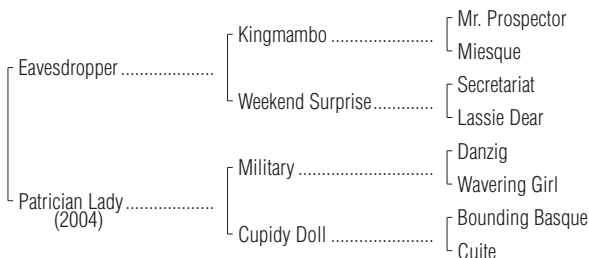 Mr. Prospector
Kingmambo ........................
Miesque
Eavesdropper .....................
Secretariat
Weekend Surprise ..............
Lassie Dear
Danzig
Military ...............................
Wavering Girl
Patrician Lady ....................
(2004)
Bounding Basque
Cupidy Doll ........................
Cuite